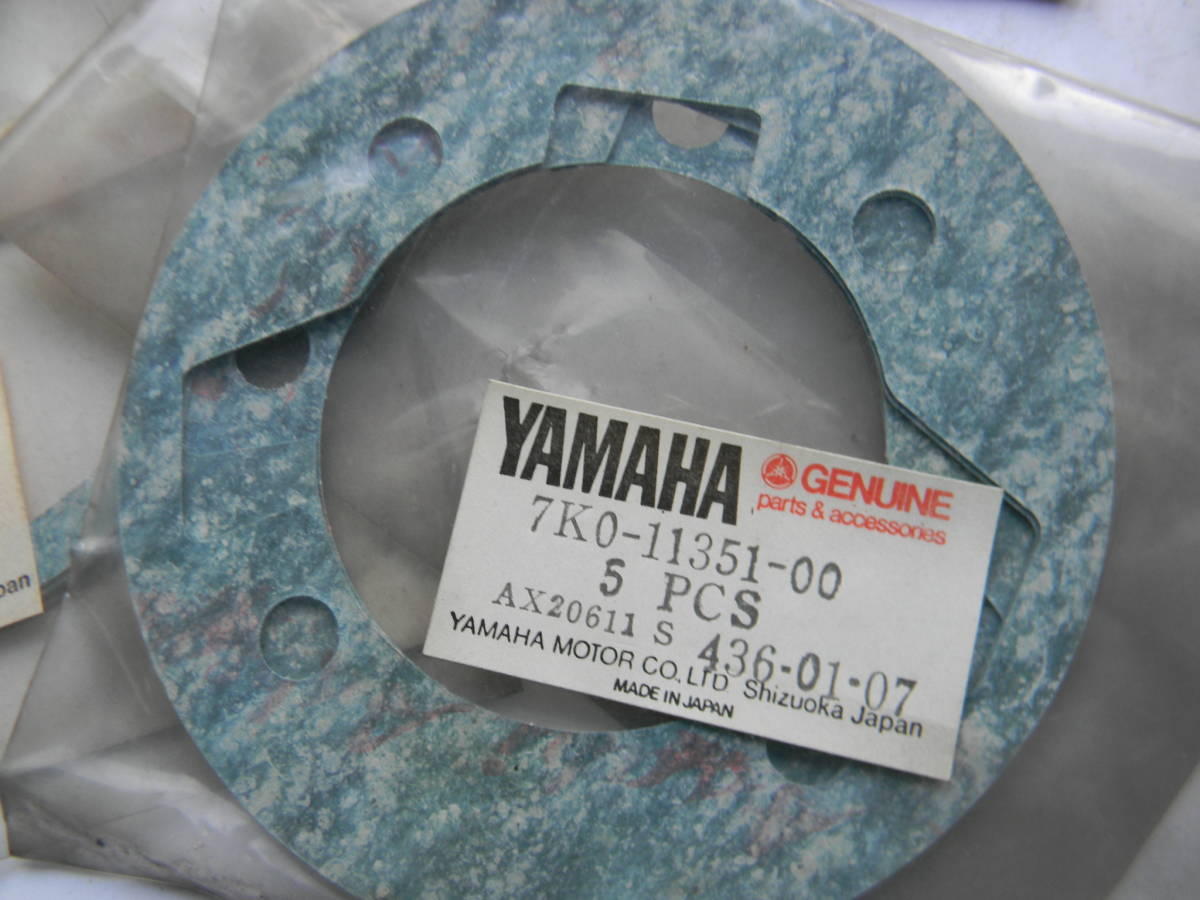 YAMAHA
GENUINE
parts & accessories
7K0-11351-00
5 PCS
AX20611 S 436-01-07
YAMAHA MOTOR CO., LTD. Shizuoka Japan
MADE IN JAPAN
pan